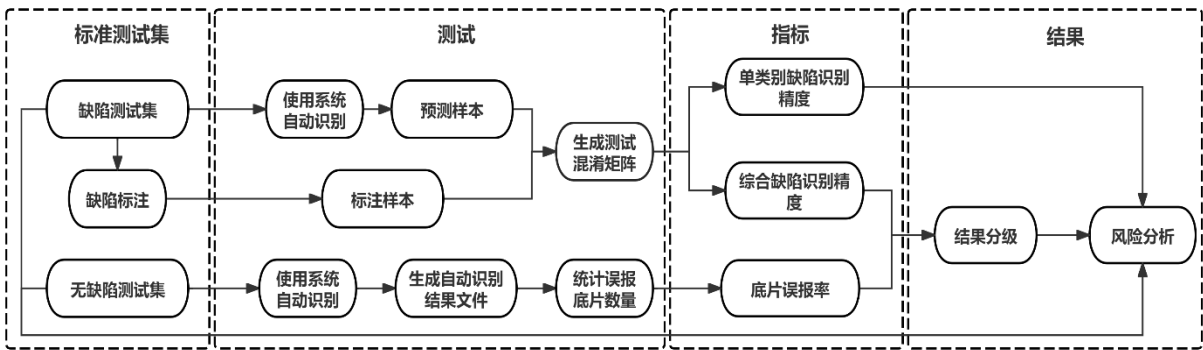 标准测试集
测试
指标
结果
缺陷测试集
使用系统
自动识别
预测样本
缺陷标注
标注样本
生成测试
混淆矩阵
单类别缺陷识别
精度
综合缺陷识别精
度
无缺陷测试集
使用系统
自动识别
生成自动识别
结果文件
统计误报
底片数量
底片误报率
结果分级
风险分析